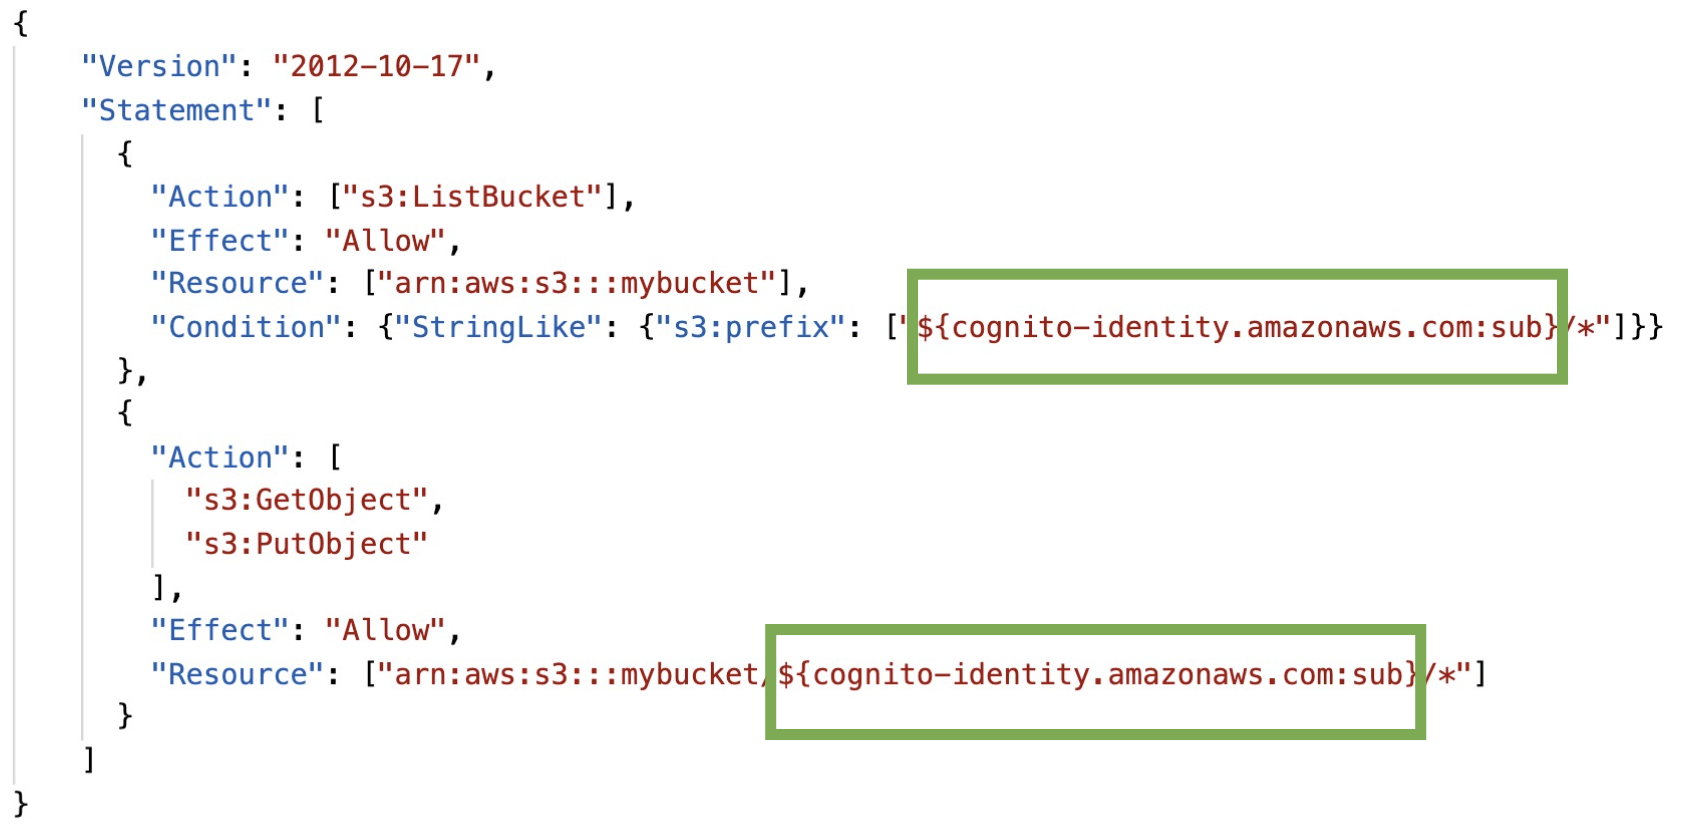 {
"Version": "2012-10-17",
"Statement": [
{
"Action": ["s3:ListBucket"],
"Effect": "Allow",
"Resource": ["arn:aws:s3:::mybucket"],
"Condition": {"StringLike": {"s3:prefix": ["${cognito-identity.amazonaws.com:sub}/*"]}}
},
{
"Action": [
"s3:GetObject",
"s3:PutObject"
],
"Effect": "Allow",
"Resource": ["arn:aws:s3:::mybucket/${cognito-identity.amazonaws.com:sub}/*"]
}
]
}